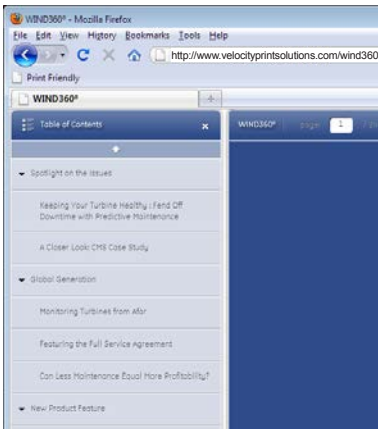 WIND360° - Mozilla Firefox
File Edit View History Bookmarks Tools Help
http://www.velocityprintsolutions.com/wind360
Print Friendly
WIND360°
Table of Contents
WIND360° page: 1
Spotlight on the Issues
Keeping Your Turbine Healthy : Fend Off
Downtime with Predictive Maintenance
A Closer Look: CMS Case Study
Global Generation
Monitoring Turbines from Afar
Featuring the Full Service Agreement
Can Less Maintenance Equal More Profitability?
New Product Feature